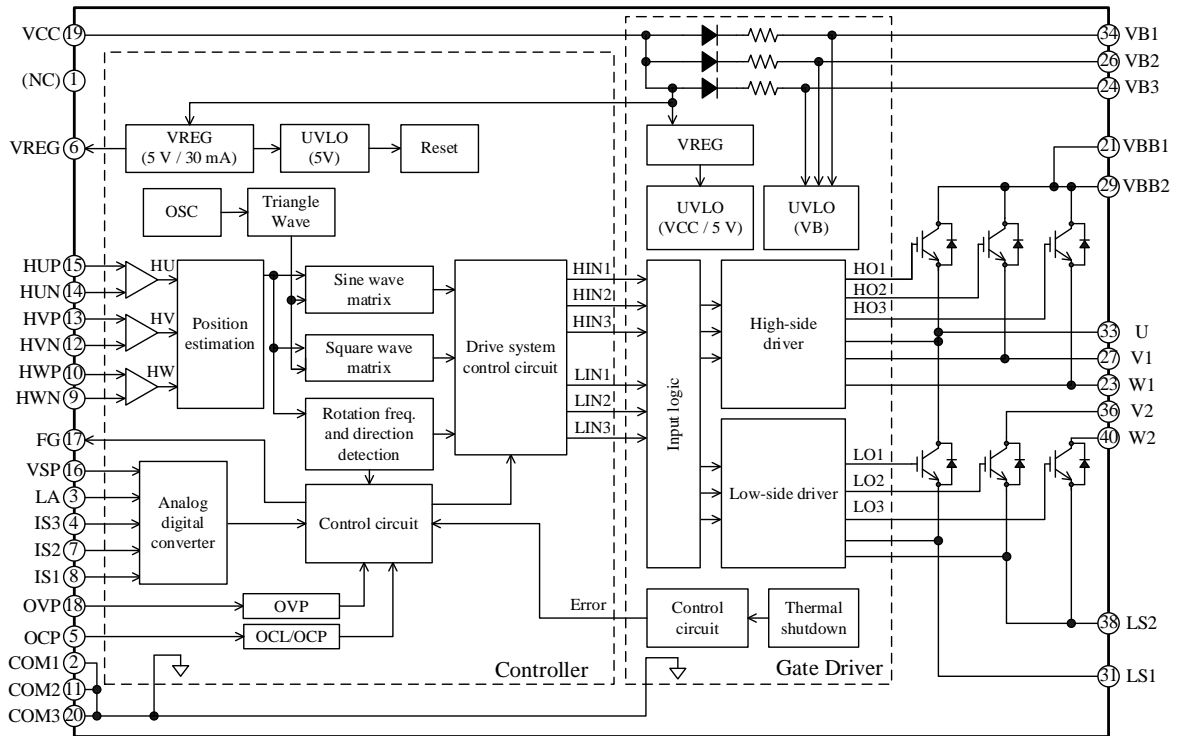 VCC 19
(NC) 1
VREG 6
HUP 15
HUN 14
HVP 13
HVN 12
HWP 10
HWN 9
FG 17
VSP 16
LA 3
IS3 4
IS2 7
IS1 8
OVP 18
OCP 5
COM1 2
COM2 11
COM3 20
VREG
(5 V / 30 mA)
UVLO
(5V)
Reset
OSC
Triangle
Wave
HU
HV
HW
Position
estimation
Sine wave
matrix
Square wave
matrix
Rotation freq.
and direction
detection
Drive system
control circuit
Analog
digital
converter
Control circuit
OVP
OCL/OCP
Controller
HIN1
HIN2
HIN3
LIN1
LIN2
LIN3
Error
VREG
UVLO
(VCC / 5 V)
UVLO
(VB)
Input logic
High-side
driver
Low-side driver
Control
circuit
Thermal
shutdown
Gate Driver
HO1
HO2
HO3
LO1
LO2
LO3
34 VB1
26 VB2
24 VB3
21 VBB1
29 VBB2
33 U
27 V1
23 W1
36 V2
40 W2
38 LS2
31 LS1